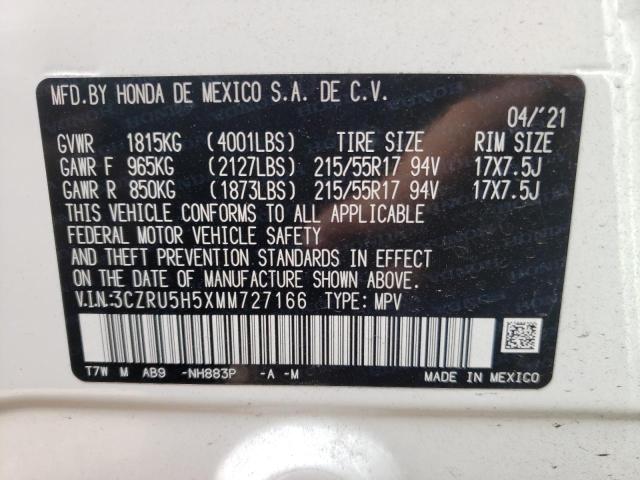 MFD.BY HONDA DE MEXICO S.A. DE C.V.
04/'21
GVWR 1815KG (4001LBS) TIRE SIZE RIM SIZE
GAWR F 965KG (2127LBS) 215/55R17 94V 17X7.5J
GAWR R 850KG (1873LBS) 215/55R17 94V 17X7.5J
THIS VEHICLE CONFORMS TO ALL APPLICABLE
FEDERAL MOTOR VEHICLE SAFETY
AND THEFT PREVENTION STANDARDS IN EFFECT
ON THE DATE OF MANUFACTURE SHOWN ABOVE.
V.I.N.:3CZRU5H5XMM727166 TYPE: MPV
T7W M AB9 -NH883P -A -M MADE IN MEXICO